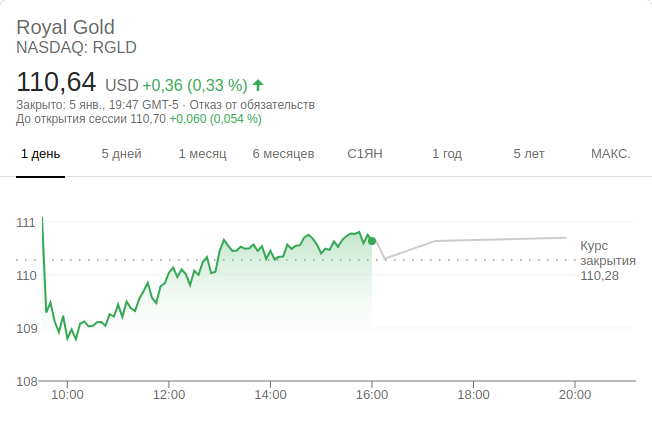 Royal Gold
NASDAQ: RGLD
110,64 USD +0,36 (0,33 %)
Закрыто: 5 янв., 19:47 GMT-5 · Отказ от обязательств
До открытия сессии 110,70 +0,060 (0,054 %)
1 день 5 дней 1 месяц 6 месяцев С1ЯН 1 год 5 лет МАКС.
111
Курс
закрытия
110
110,28
109
108
10:00 12:00 14:00 16:00 18:00 20:00